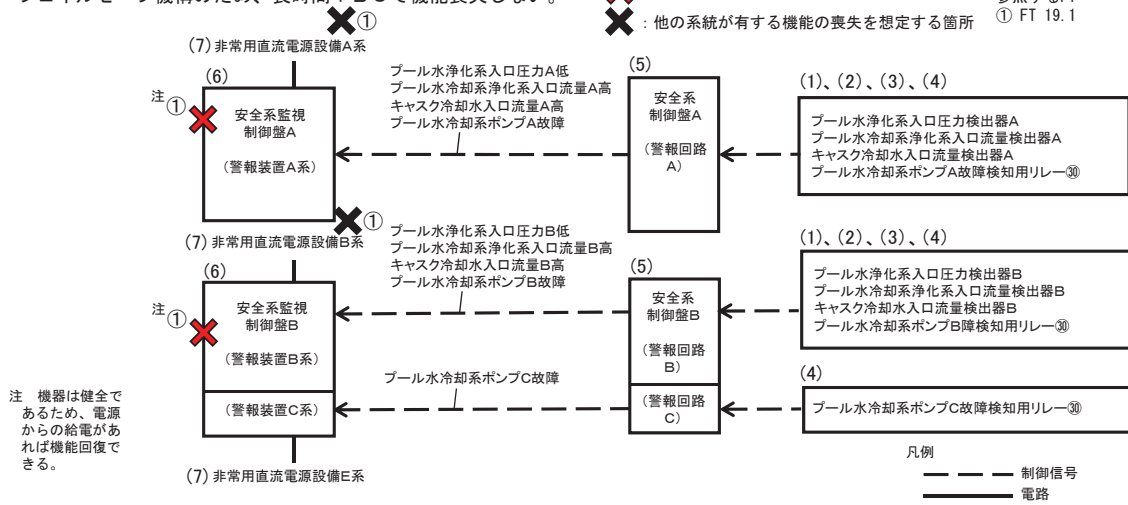 フェイルセーフ機構のため、長時間TBCで機能喪失しない。
：他の系統が有する機能の喪失を想定する箇所
① FT 19.1
①
(7) 非常用直流電源設備A系
(6)
注①
安全系監視
制御盤A
（警報装置A系）
プール水浄化系入口圧力A低
プール水冷却系浄化系入口流量A高
キャスク冷却水入口流量A高
プール水冷却系ポンプA故障
(5)
安全系
制御盤A
（警報回路
A）
(1)、(2)、(3)、(4)
プール水浄化系入口圧力検出器A
プール水冷却系浄化系入口流量検出器A
キャスク冷却水入口流量検出器A
プール水冷却系ポンプA故障検知用リレー㉚
①
(7) 非常用直流電源設備B系
(6)
注①
安全系監視
制御盤B
（警報装置B系）
（警報装置C系）
プール水浄化系入口圧力B低
プール水冷却系浄化系入口流量B高
キャスク冷却水入口流量B高
プール水冷却系ポンプB故障
プール水冷却系ポンプC故障
(5)
安全系
制御盤B
（警報回路
B）
（警報回路
C）
(1)、(2)、(3)、(4)
プール水浄化系入口圧力検出器B
プール水冷却系浄化系入口流量検出器B
キャスク冷却水入口流量検出器B
プール水冷却系ポンプB障検知用リレー㉚
(4)
プール水冷却系ポンプC故障検知用リレー㉚
(7) 非常用直流電源設備E系
注　機器は健全で
あるため、電源
からの給電があ
れば機能回復で
きる。
凡例
制御信号
電路